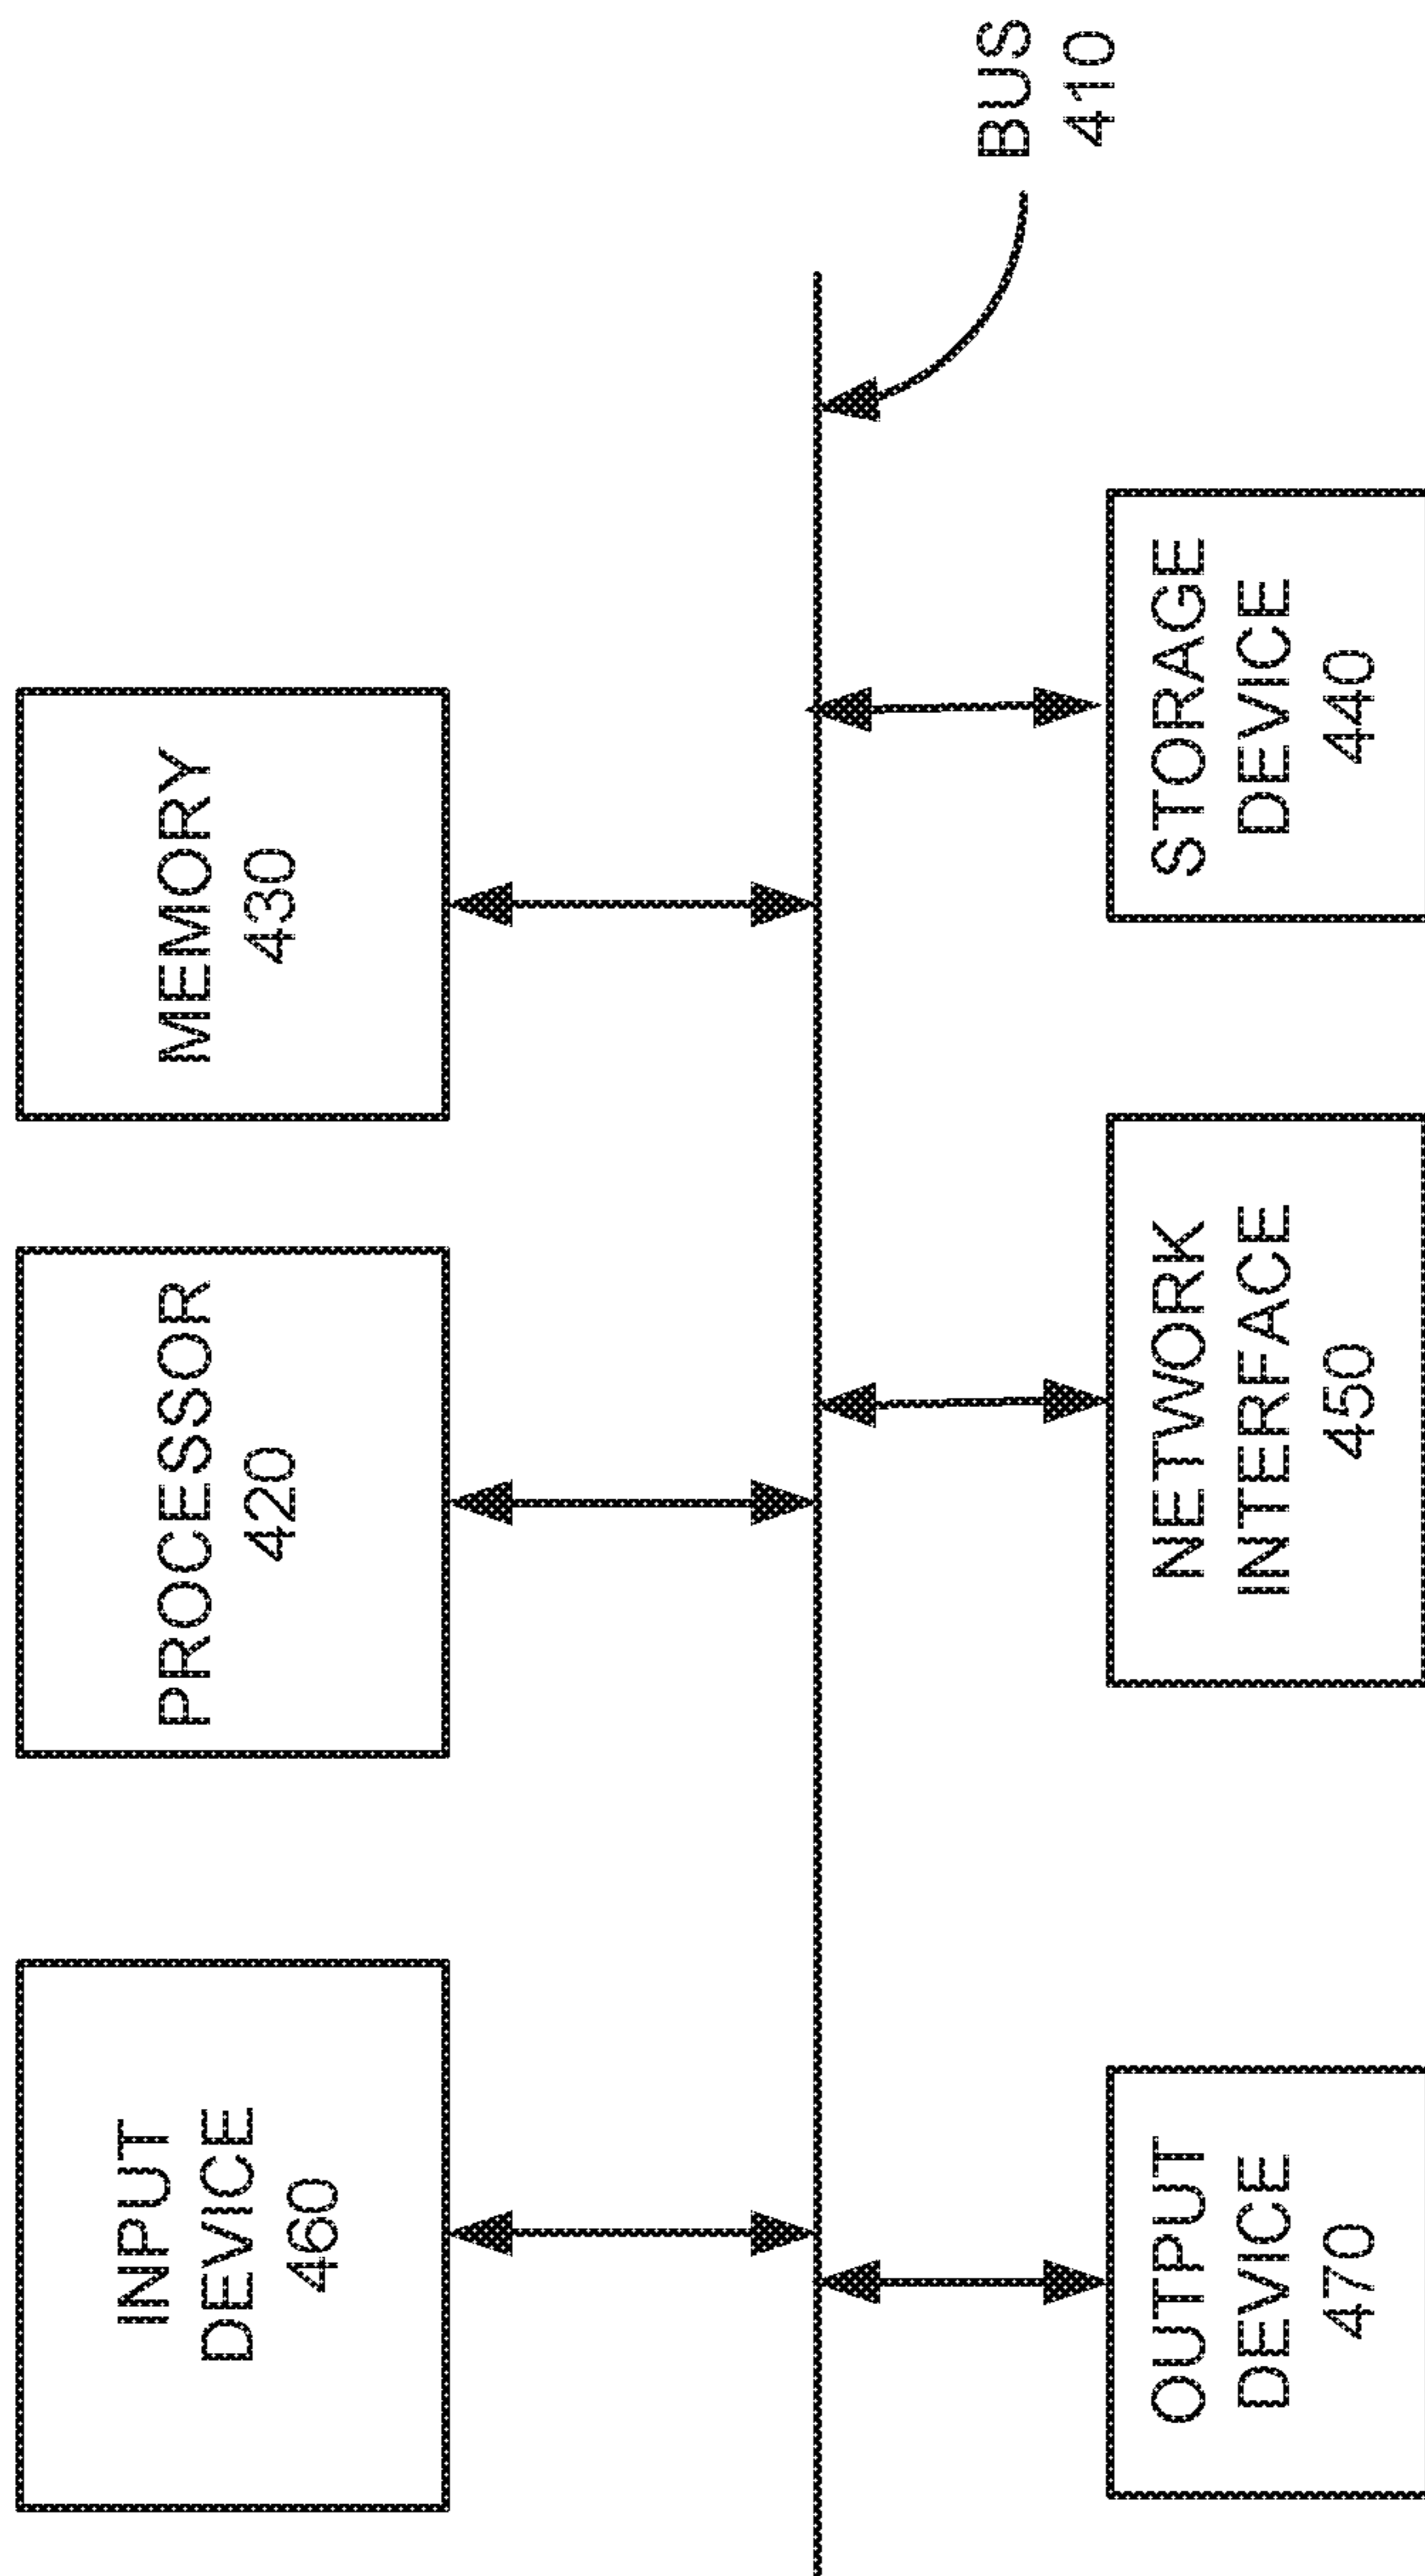 INPUT
DEVICE
460
PROCESSOR
420
MEMORY
430
BUS
410
OUTPUT
DEVICE
470
NETWORK
INTERFACE
450
STORAGE
DEVICE
440